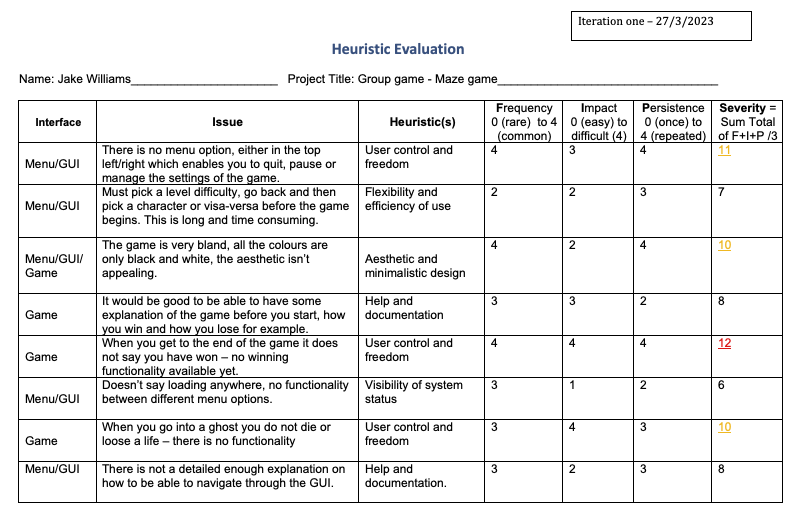 Iteration one – 27/3/2023
Heuristic Evaluation
Name: Jake Williams______________________ Project Title: Group game - Maze game_________________________________
Interface
Issue
Heuristic(s)
Frequency
0 (rare) to 4
(common)
Impact
0 (easy) to
difficult (4)
Persistence
0 (once) to
4 (repeated)
Severity =
Sum Total
of F+I+P /3
Menu/GUI
There is no menu option, either in the top
left/right which enables you to quit, pause or
manage the settings of the game.
User control and
freedom
4
3
4
11
Menu/GUI
Must pick a level difficulty, go back and then
pick a character or visa-versa before the game
begins. This is long and time consuming.
Flexibility and
efficiency of use
2
2
3
7
Menu/GUI/
Game
The game is very bland, all the colours are
only black and white, the aesthetic isn't
appealing.
Aesthetic and
minimalistic design
4
2
4
10
Game
It would be good to be able to have some
explanation of the game before you start, how
you win and how you lose for example.
Help and
documentation
3
3
2
8
Game
When you get to the end of the game it does
not say you have won – no winning
functionality available yet.
User control and
freedom
4
4
4
12
Menu/GUI
Doesn't say loading anywhere, no functionality
between different menu options.
Visibility of system
status
3
1
2
6
Game
When you go into a ghost you do not die or
loose a life – there is no functionality
User control and
freedom
3
4
3
10
Menu/GUI
There is not a detailed enough explanation on
how to be able to navigate through the GUI.
Help and
documentation.
3
2
3
8